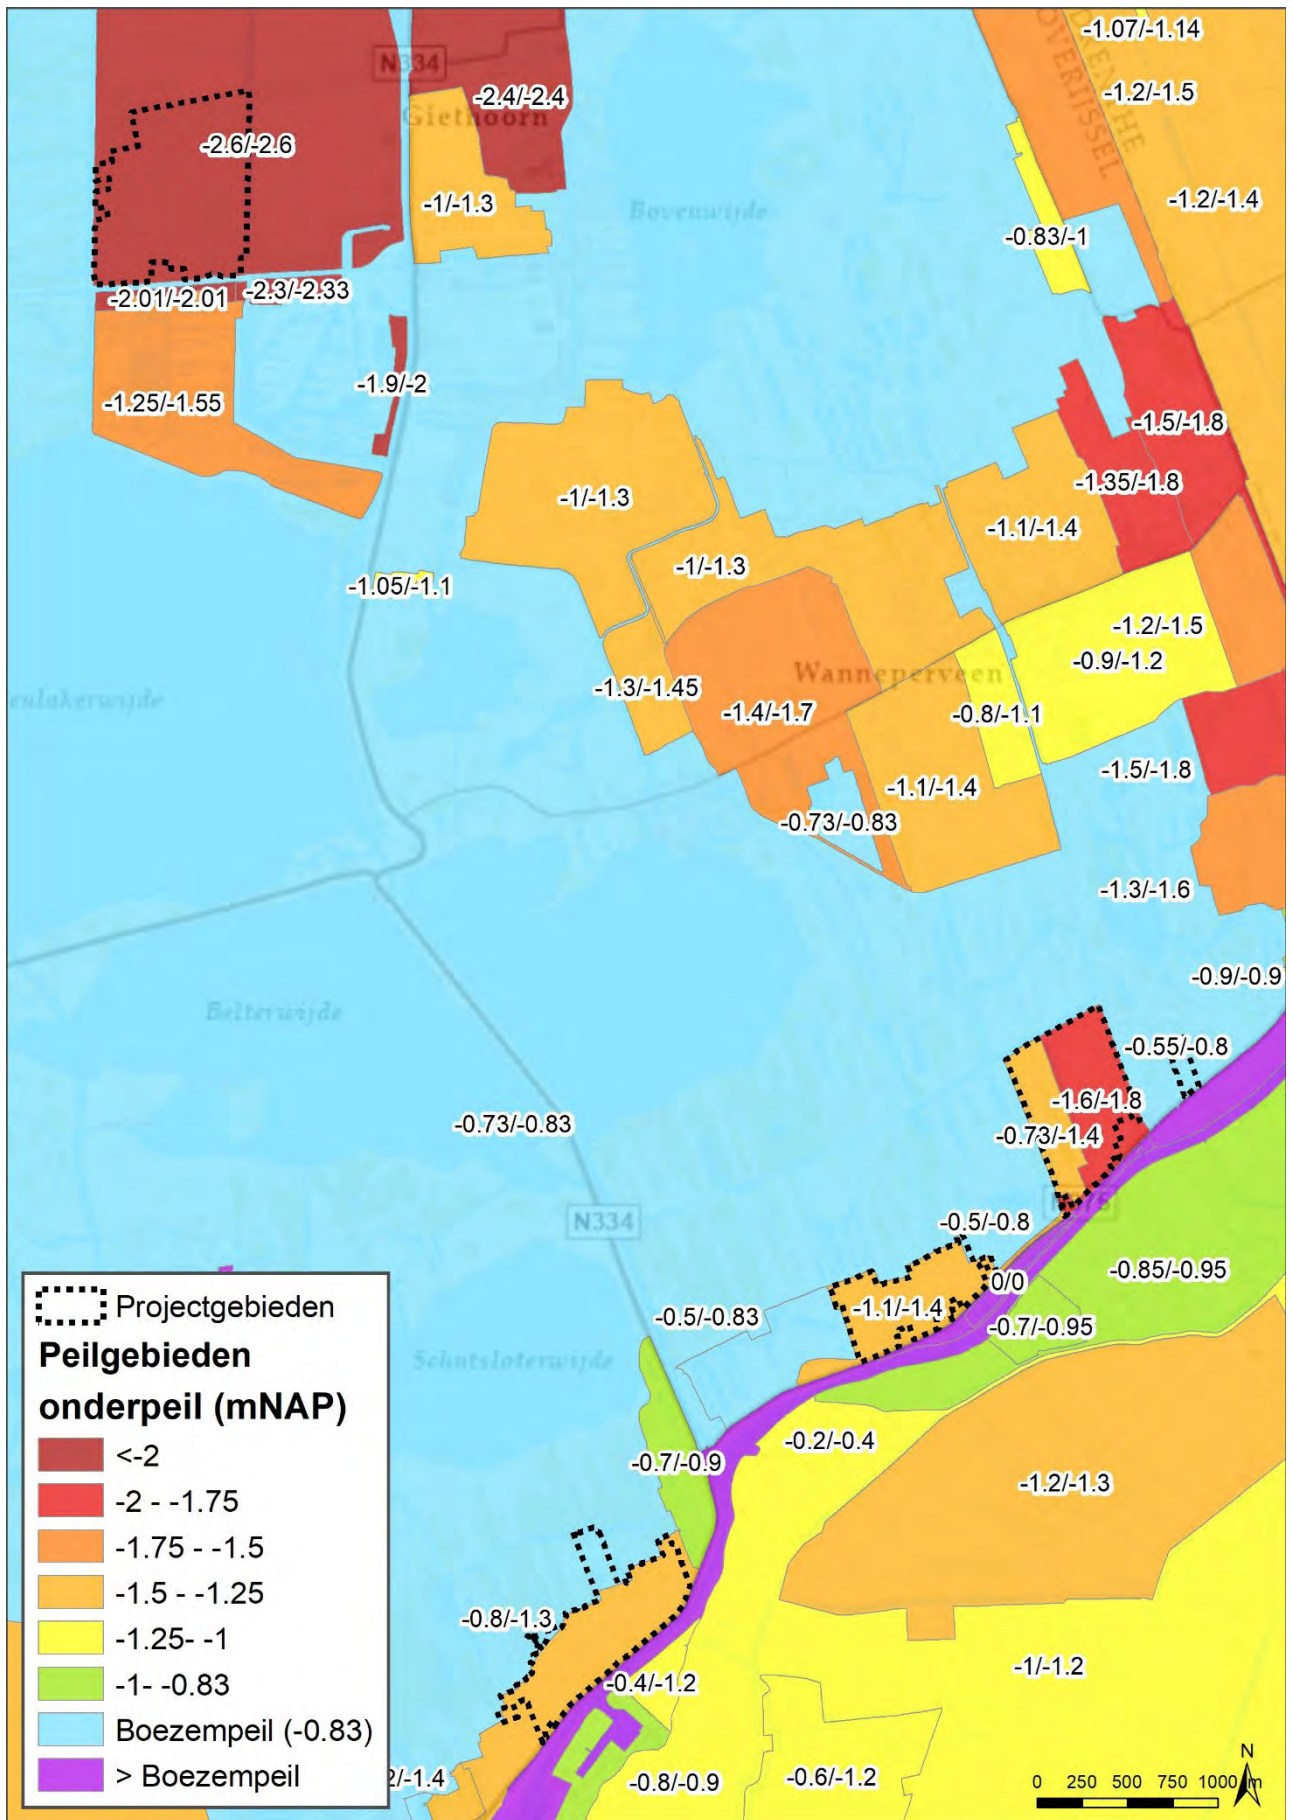 -1.07/-1.14
DRENTHE
OVERIJSSEL
N334
-1.2/-1.5
-2.4/-2.4
Giethoorn
-2.6/-2.6
-1.2/-1.4
-1/-1.3
Bovenwijde
-0.83/-1
-2.3/-2.33
-2.01/-2.01
-1.9/-2
-1.25/-1.55
-1.5/-1.8
-1.35/-1.8
-1/-1.3
-1.1/-1.4
-1/-1.3
-1.05/-1.1
-1.2/-1.5
-0.9/-1.2
Wanneperveen
-1.3/-1.45
eulakerwijde
-1.4/-1.7
-0.8/-1.1
-1.5/-1.8
-1.1/-1.4
-0.73/-0.83
-1.3/-1.6
-0.9/-0.9
Belterwijde
-0.55/-0.8
-1.6/-1.8
-0.73/-1.4
-0.73/-0.83
N334
-0.5/-0.8
-0.85/-0.95
0/0
-1.1/-1.4
-0.5/-0.83
-0.7/-0.95
Schutsloterwijde
-0.2/-0.4
-0.7/-0.9
-1.2/-1.3
-0.8/-1.3
-1/-1.2
-0.4/-1.2
2/-1.4
-0.8/-0.9
-0.6/-1.2
Projectgebieden
Peilgebieden
onderpeil (mNAP)
<-2
-2 - -1.75
-1.75 - -1.5
-1.5 - -1.25
-1.25- -1
-1- -0.83
Boezempeil (-0.83)
> Boezempeil
N
0 250 500 750 1000 m